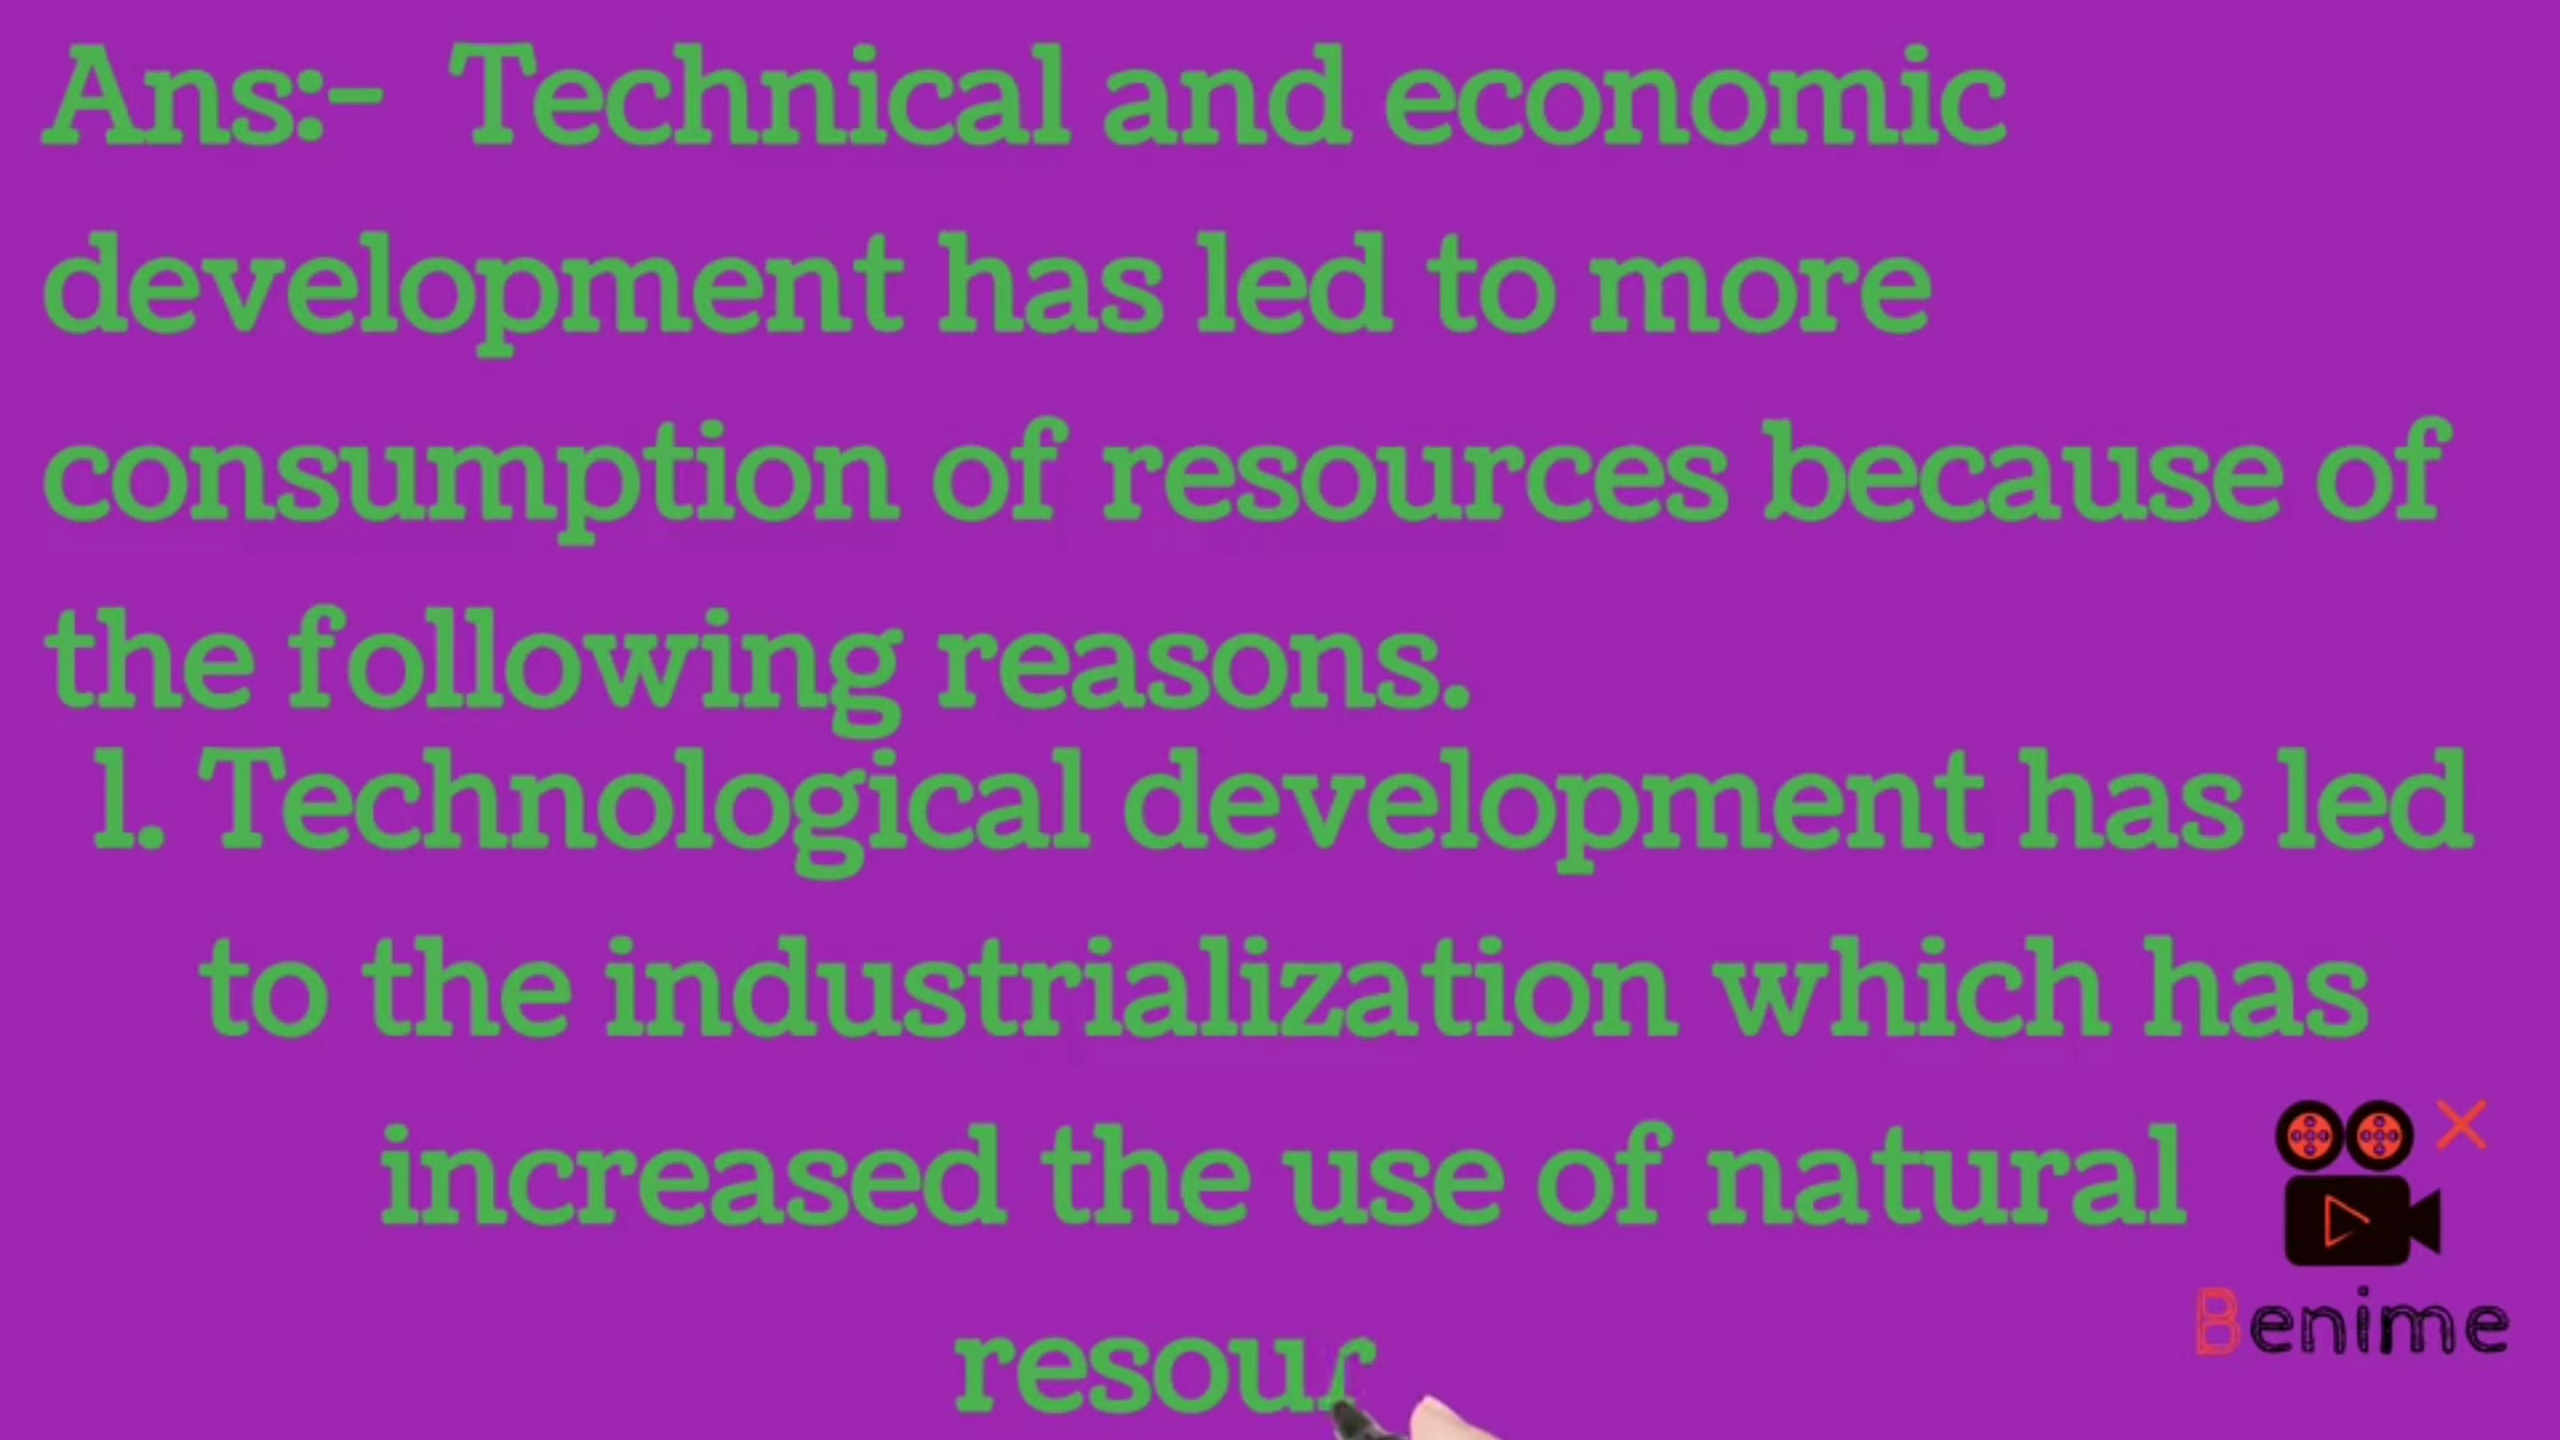 Ans:- Technical and economic
development has led to more
consumption of resources because of
the following reasons.
1. Technological development has led
to the industrialization which has
increased the use of natural
resour
Benime